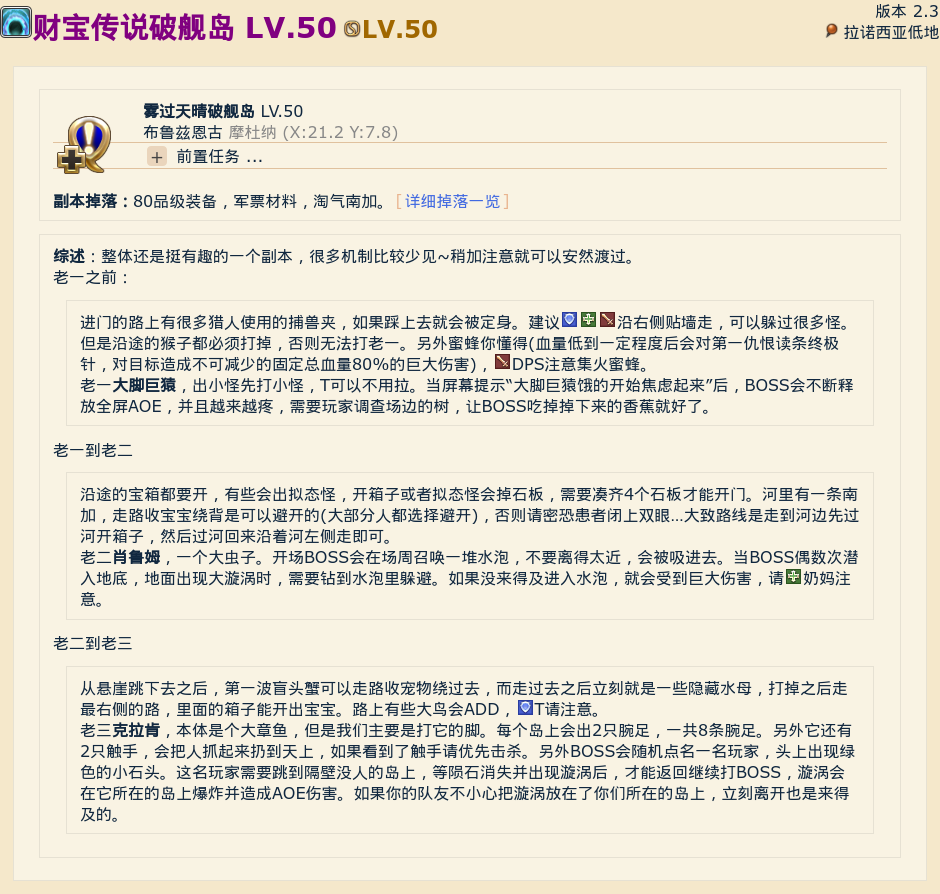 财宝传说破舰岛 LV.50 LV.50
版本 2.3
拉诺西亚低地
雾过天晴破舰岛 LV.50
布鲁兹恩古 摩杜纳 (X:21.2 Y:7.8)
+ 前置任务 ...
副本掉落：80品级装备，军票材料，淘气南加。［详细掉落一览］
综述：整体还是挺有趣的一个副本，很多机制比较少见~稍加注意就可以安然渡过。
老一之前：
进门的路上有很多猎人使用的捕兽夹，如果踩上去就会被定身。建议沿右侧贴墙走，可以躲过很多怪。
但是沿途的猴子都必须打掉，否则无法打老一。另外蜜蜂你懂得(血量低到一定程度后会对第一仇恨读条终极
针，对目标造成不可减少的固定总血量80%的巨大伤害)，DPS注意集火蜜蜂。
老一大脚巨猿，出小怪先打小怪，T可以不用拉。当屏幕提示“大脚巨猿饿的开始焦虑起来”后，BOSS会不断释
放全屏AOE，并且越来越疼，需要玩家调查场边的树，让BOSS吃掉掉下来的香蕉就好了。
老一到老二
沿途的宝箱都要开，有些会出拟态怪，开箱子或者拟态怪会掉石板，需要凑齐4个石板才能开门。河里有一条南
加，走路收宝宝绕背是可以避开的(大部分人都选择避开)，否则请密恐患者闭上双眼...大致路线是走到河边先过
河开箱子，然后过河回来沿着河左侧走即可。
老二肖鲁姆，一个大虫子。开场BOSS会在场周召唤一堆水泡，不要离得太近，会被吸进去。当BOSS偶数次潜
入地底，地面出现大漩涡时，需要钻到水泡里躲避。如果没来得及进入水泡，就会受到巨大伤害，请奶妈注
意。
老二到老三
从悬崖跳下去之后，第一波盲头蟹可以走路收宠物绕过去，而走过去之后立刻就是一些隐藏水母，打掉之后走
最右侧的路，里面的箱子能开出宝宝。路上有些大鸟会ADD，T请注意。
老三克拉肯，本体是个大章鱼，但是我们主要是打它的脚。每个岛上会出2只腕足，一共8条腕足。另外它还有
2只触手，会把人抓起来扔到天上，如果看到了触手请优先击杀。另外BOSS会随机点名一名玩家，头上出现绿
色的小石头。这名玩家需要跳到隔壁没人的岛上，等陨石消失并出现漩涡后，才能返回继续打BOSS，漩涡会
在它所在的岛上爆炸并造成AOE伤害。如果你的队友不小心把漩涡放在了你们所在的岛上，立刻离开也是来得
及的。